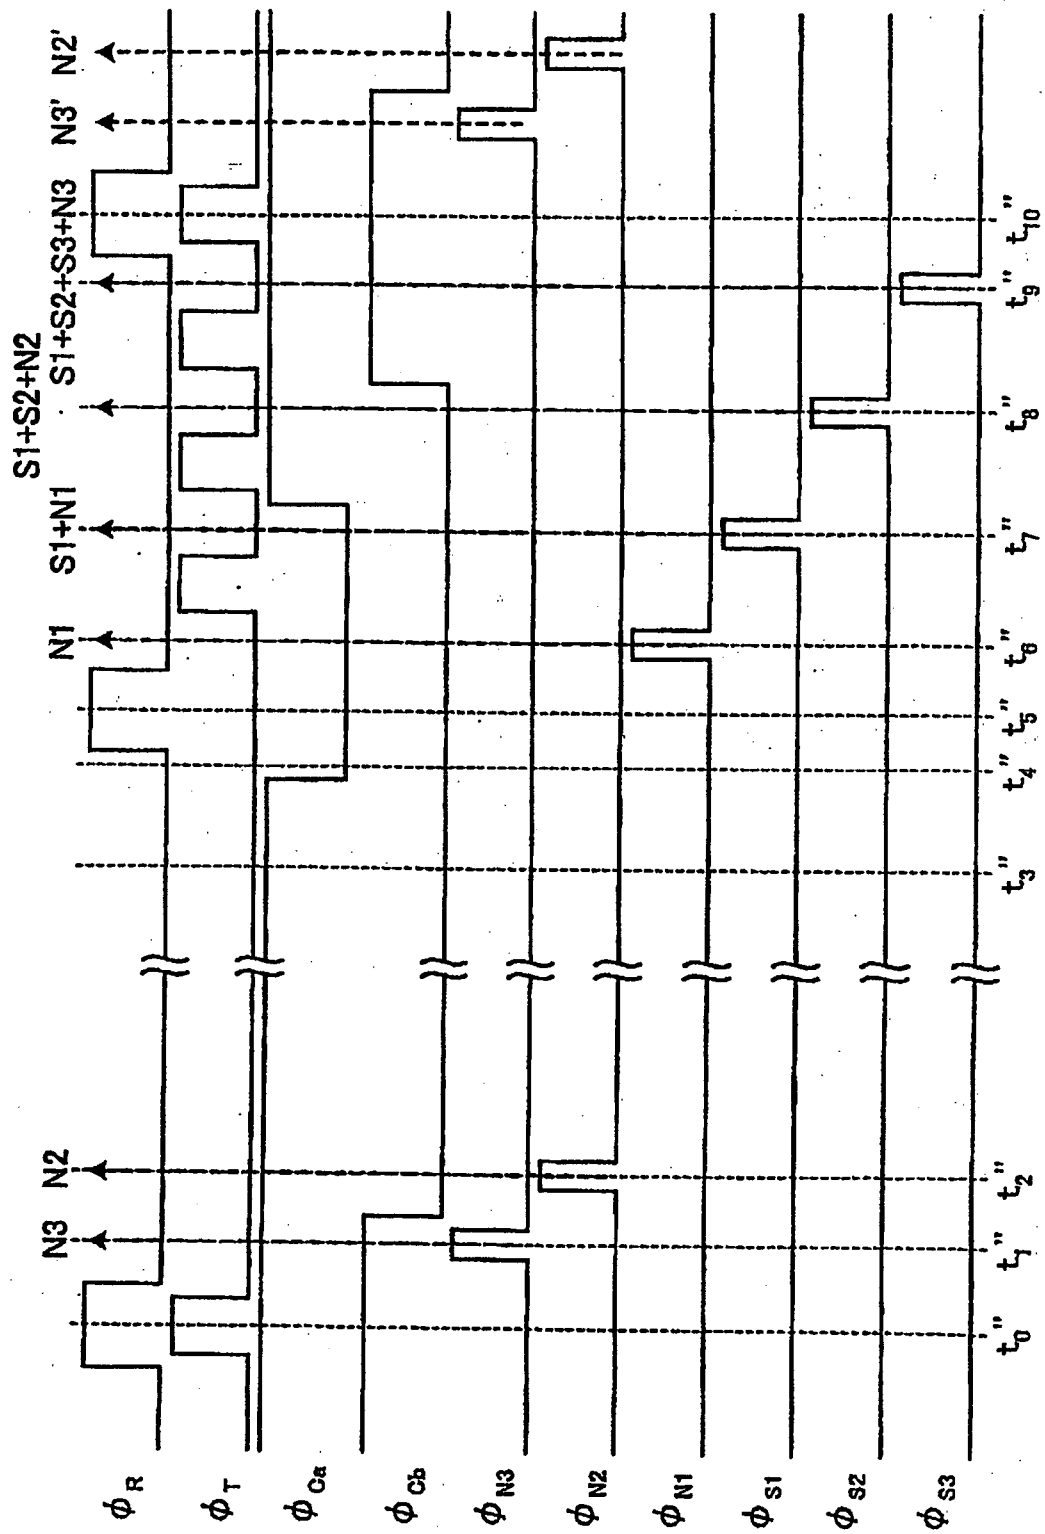 N3 N2 N1 S1+N1 S1+S2+N2 S1+S2+S3+N3 N3' N2'
ϕR
ϕT
ϕCa
ϕCb
ϕN3
ϕN2
ϕN1
ϕS1
ϕS2
ϕS3
t0" t1" t2" t3" t4" t5" t6" t7" t8" t9" t10"